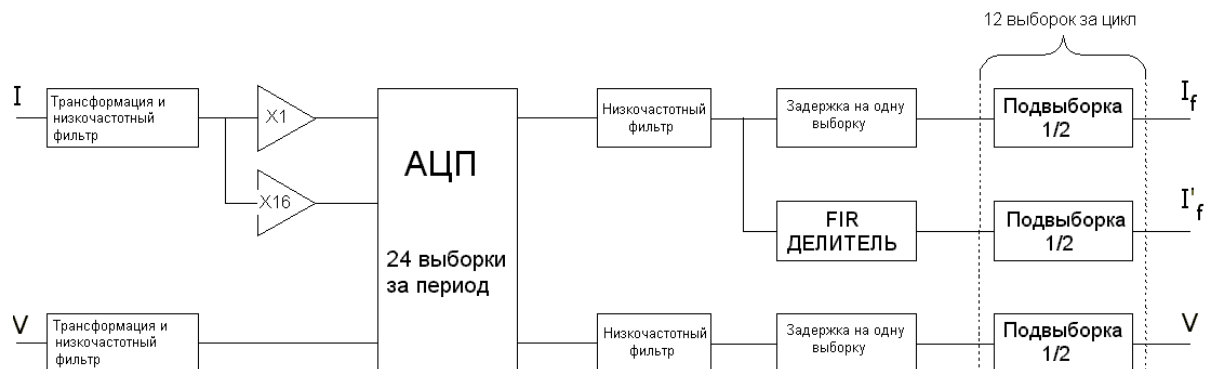 12 выборок за цикл
I
Трансформация и
низкочастотный
фильтр
X1
X16
АЦП
24 выборки
за период
Низкочастотный
фильтр
Задержка на одну
выборку
Подвыборка
1/2
I_f
FIR
ДЕЛИТЕЛЬ
Подвыборка
1/2
I'_f
V
Трансформация и
низкочастотный
фильтр
Низкочастотный
фильтр
Задержка на одну
выборку
Подвыборка
1/2
V